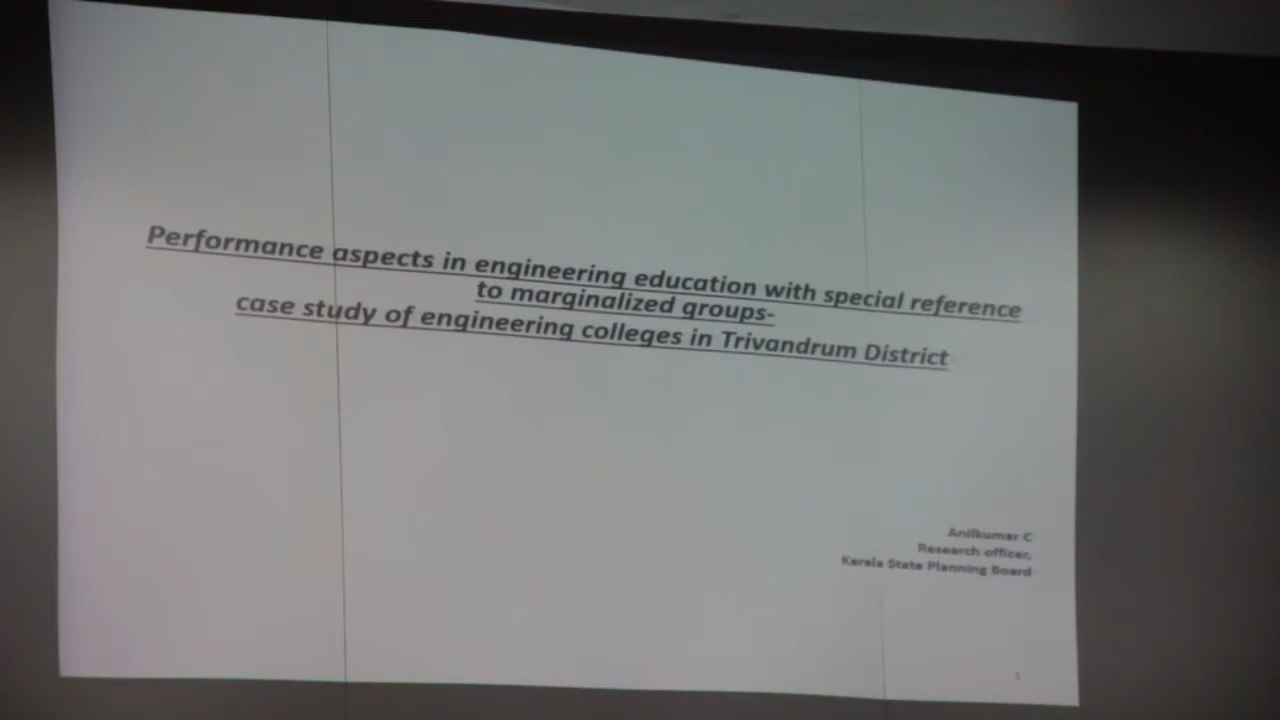 Performance aspects in engineering education with special reference
to marginalized groups-
case study of engineering colleges in Trivandrum District
Anilkumar C
Research officer,
Kerala State Planning Board
1